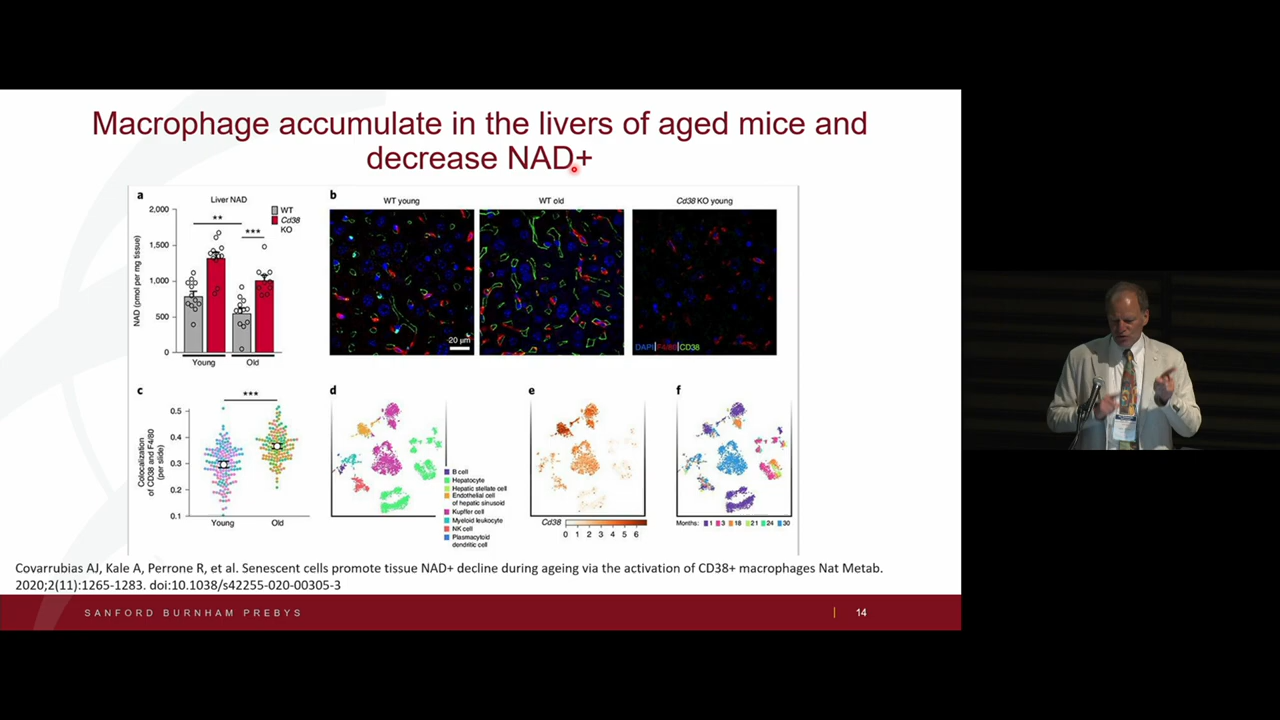 Macrophage accumulate in the livers of aged mice and
decrease NAD+
a
Liver NAD
WT
Cd38
KO
**
***
NAD (pmol per mg tissue)
2,000
1,500
1,000
500
0
Young
Old
b
WT young
WT old
Cd38 KO young
20 µm
DAPI|F4/80|CD38
c
***
Colocalization
of CD38 and F4/80
(per slide)
0.5
0.4
0.3
0.2
0.1
Young
Old
d
B cell
Hepatocyte
Hepatic stellate cell
Endothelial cell
of hepatic sinusoid
Kupffer cell
Myeloid leukocyte
NK cell
Plasmacytoid
dendritic cell
e
Cd38
0 1 2 3 4 5 6
f
Months: 1 3 18 21 24 30
Covarrubias AJ, Kale A, Perrone R, et al. Senescent cells promote tissue NAD+ decline during ageing via the activation of CD38+ macrophages Nat Metab.
2020;2(11):1265-1283. doi:10.1038/s42255-020-00305-3
SANFORD BURNHAM PREBYS
14